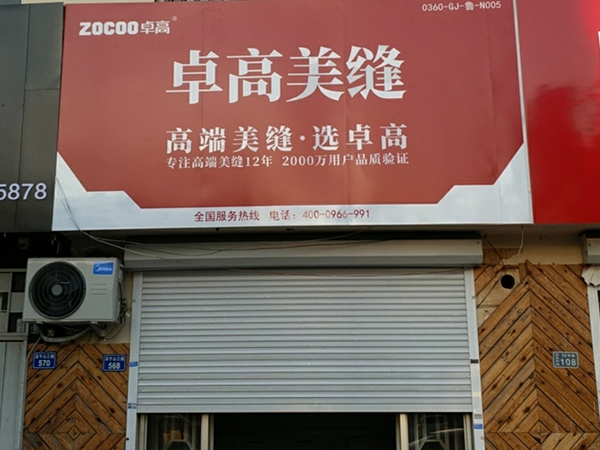 ZOCOO卓高®
0360-GJ-鲁-N005
卓高美缝
高端美缝·选卓高
专注高端美缝12年 2000万用户品质验证
全国服务热线 电话：400-0966-991
5878
Midea
570
568
108